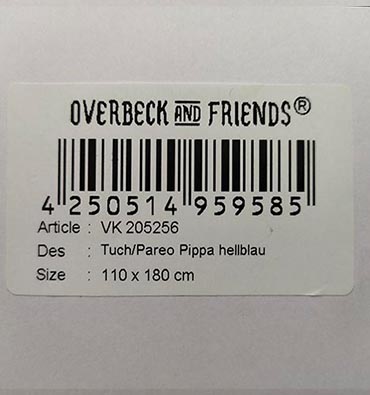 OVERBECK AND FRIENDS®
4 250514 959585
Article : VK 205256
Des : Tuch/Pareo Pippa hellblau
Size : 110 x 180 cm